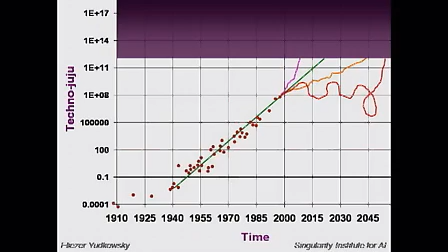 1E+17
1E+14
1E+11
1E+08
100000
100
0.1
0.0001
Techno-juju
1910 1925 1940 1955 1970 1985 2000 2015 2030 2045
Time
Eliezer Yudkowsky
Singularity Institute for AI